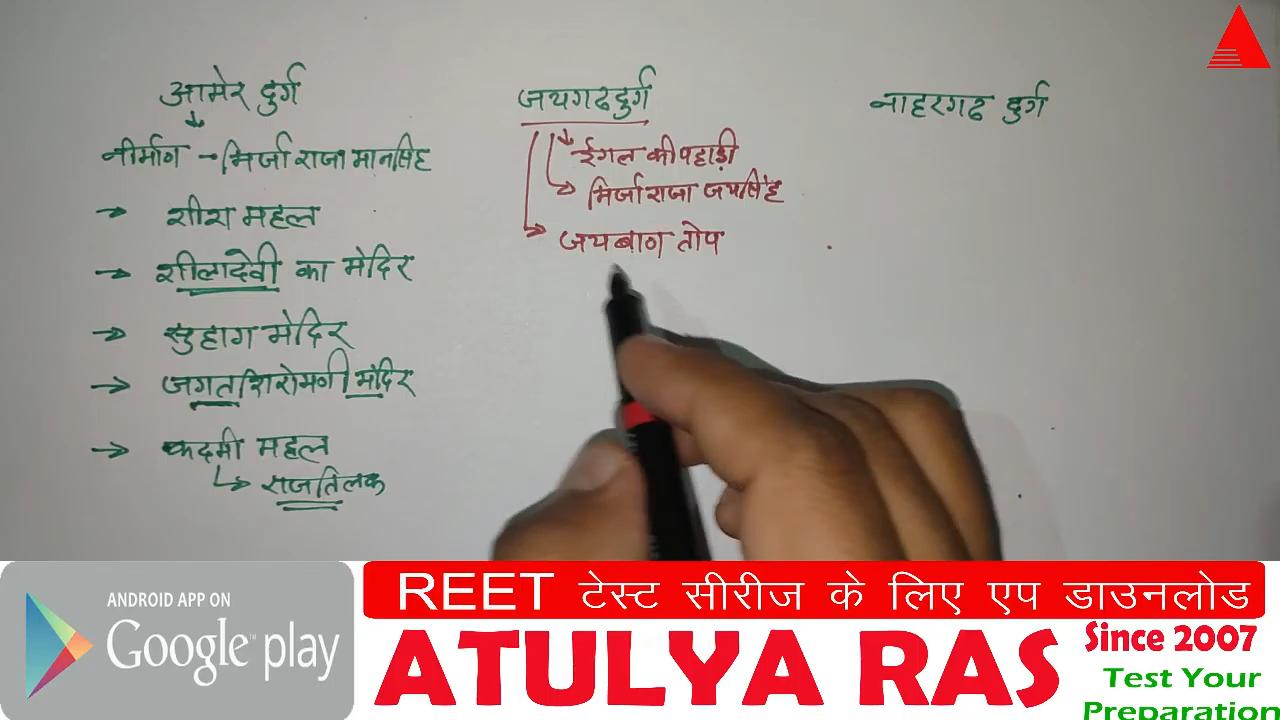 आमेर दुर्ग
नीर्माण → मिर्जा राजा मानसिंह
→ शीश महल
→ शीलादेवी का मंदिर
→ सुहाग मंदिर
→ जगतशिरोमणी मंदिर
→ कदमी महल
↳ राजतिलक
जयगढ दुर्ग
ईगल की पहाड़ी
मिर्जा राजा जयसिंह
जयबाण तोप
नाहरगढ दुर्ग
ANDROID APP ON
Google play
REET टेस्ट सीरीज के लिए एप डाउनलोड
ATULYA RAS
Since 2007
Test Your
Preparation